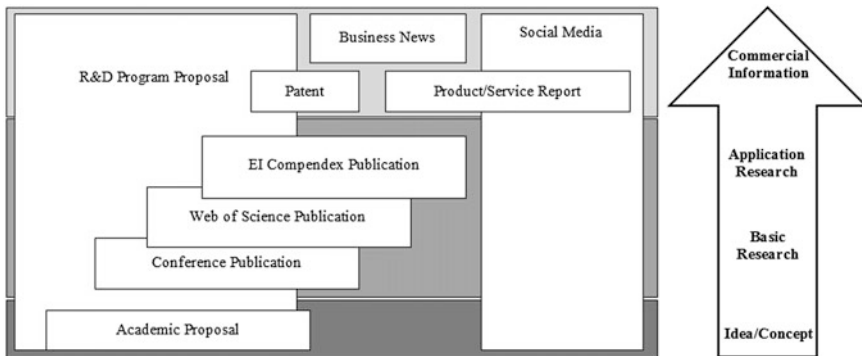 Business News
Social Media
R&D Program Proposal
Patent
Product/Service Report
EI Compendex Publication
Web of Science Publication
Conference Publication
Academic Proposal
Commercial
Information
Application
Research
Basic
Research
Idea/Concept